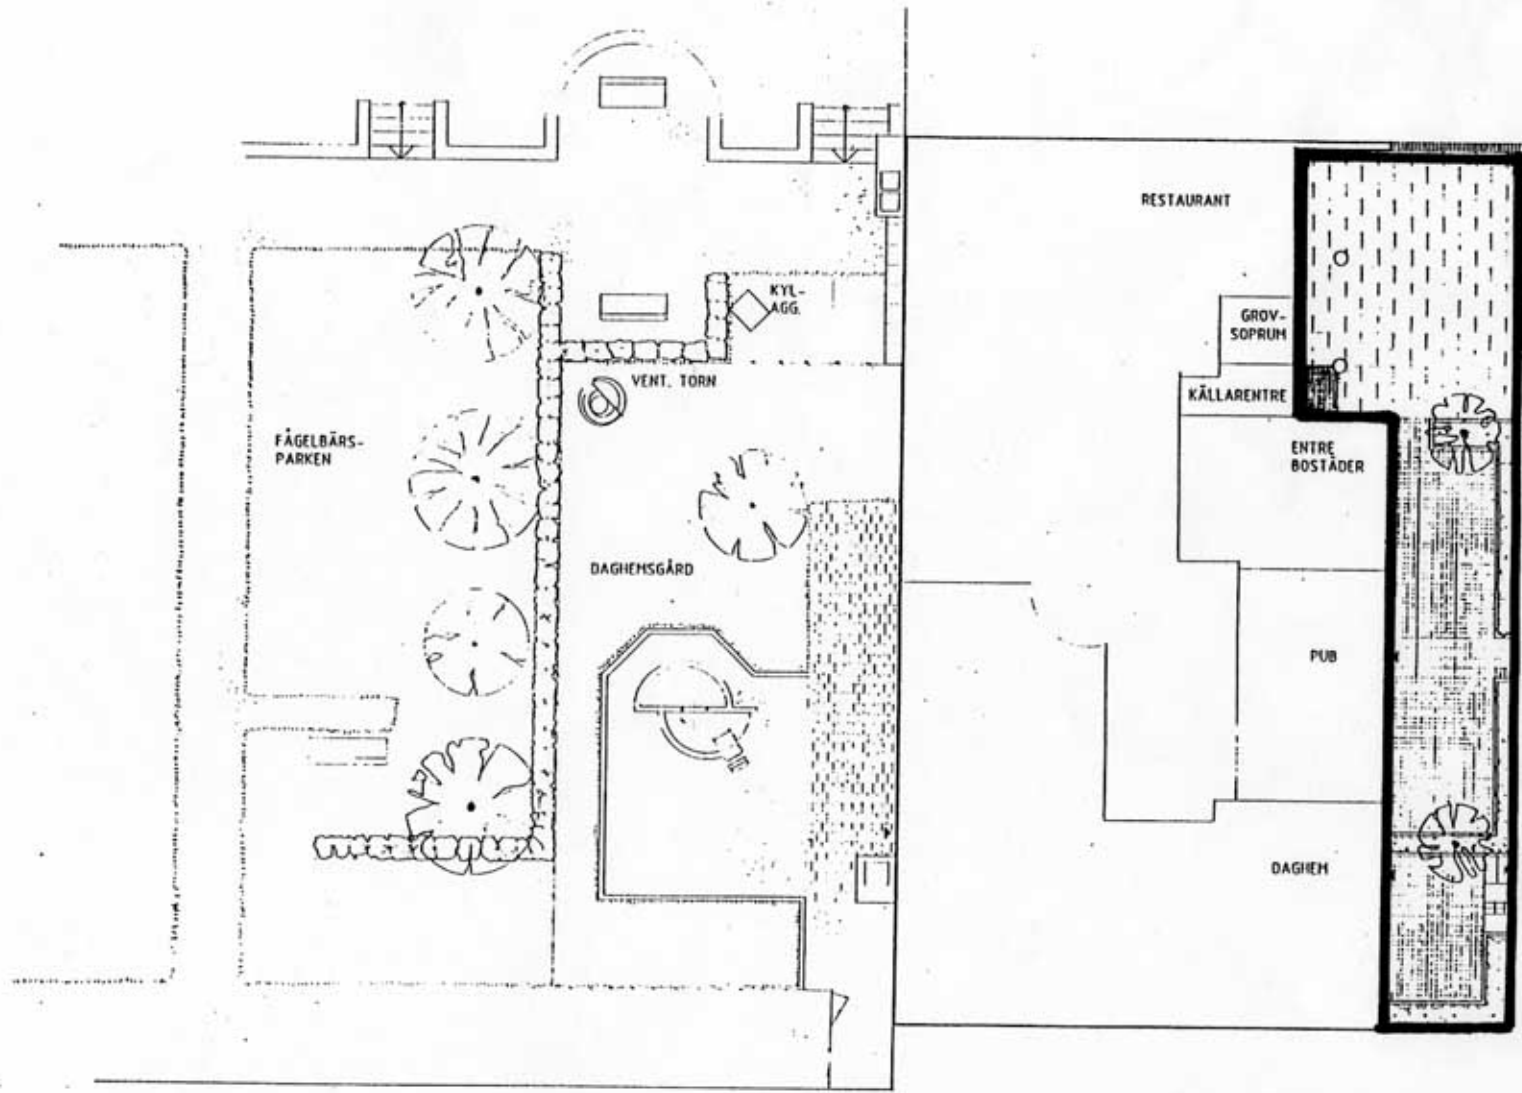 RESTAURANT
KYL-
AGG.
GROV-
SOPRUM
VENT. TORN
KÄLLARENTRE
FÅGELBÄRS-
PARKEN
ENTRE
BOSTÄDER
DAGHEMSGÅRD
PUB
DAGHEM